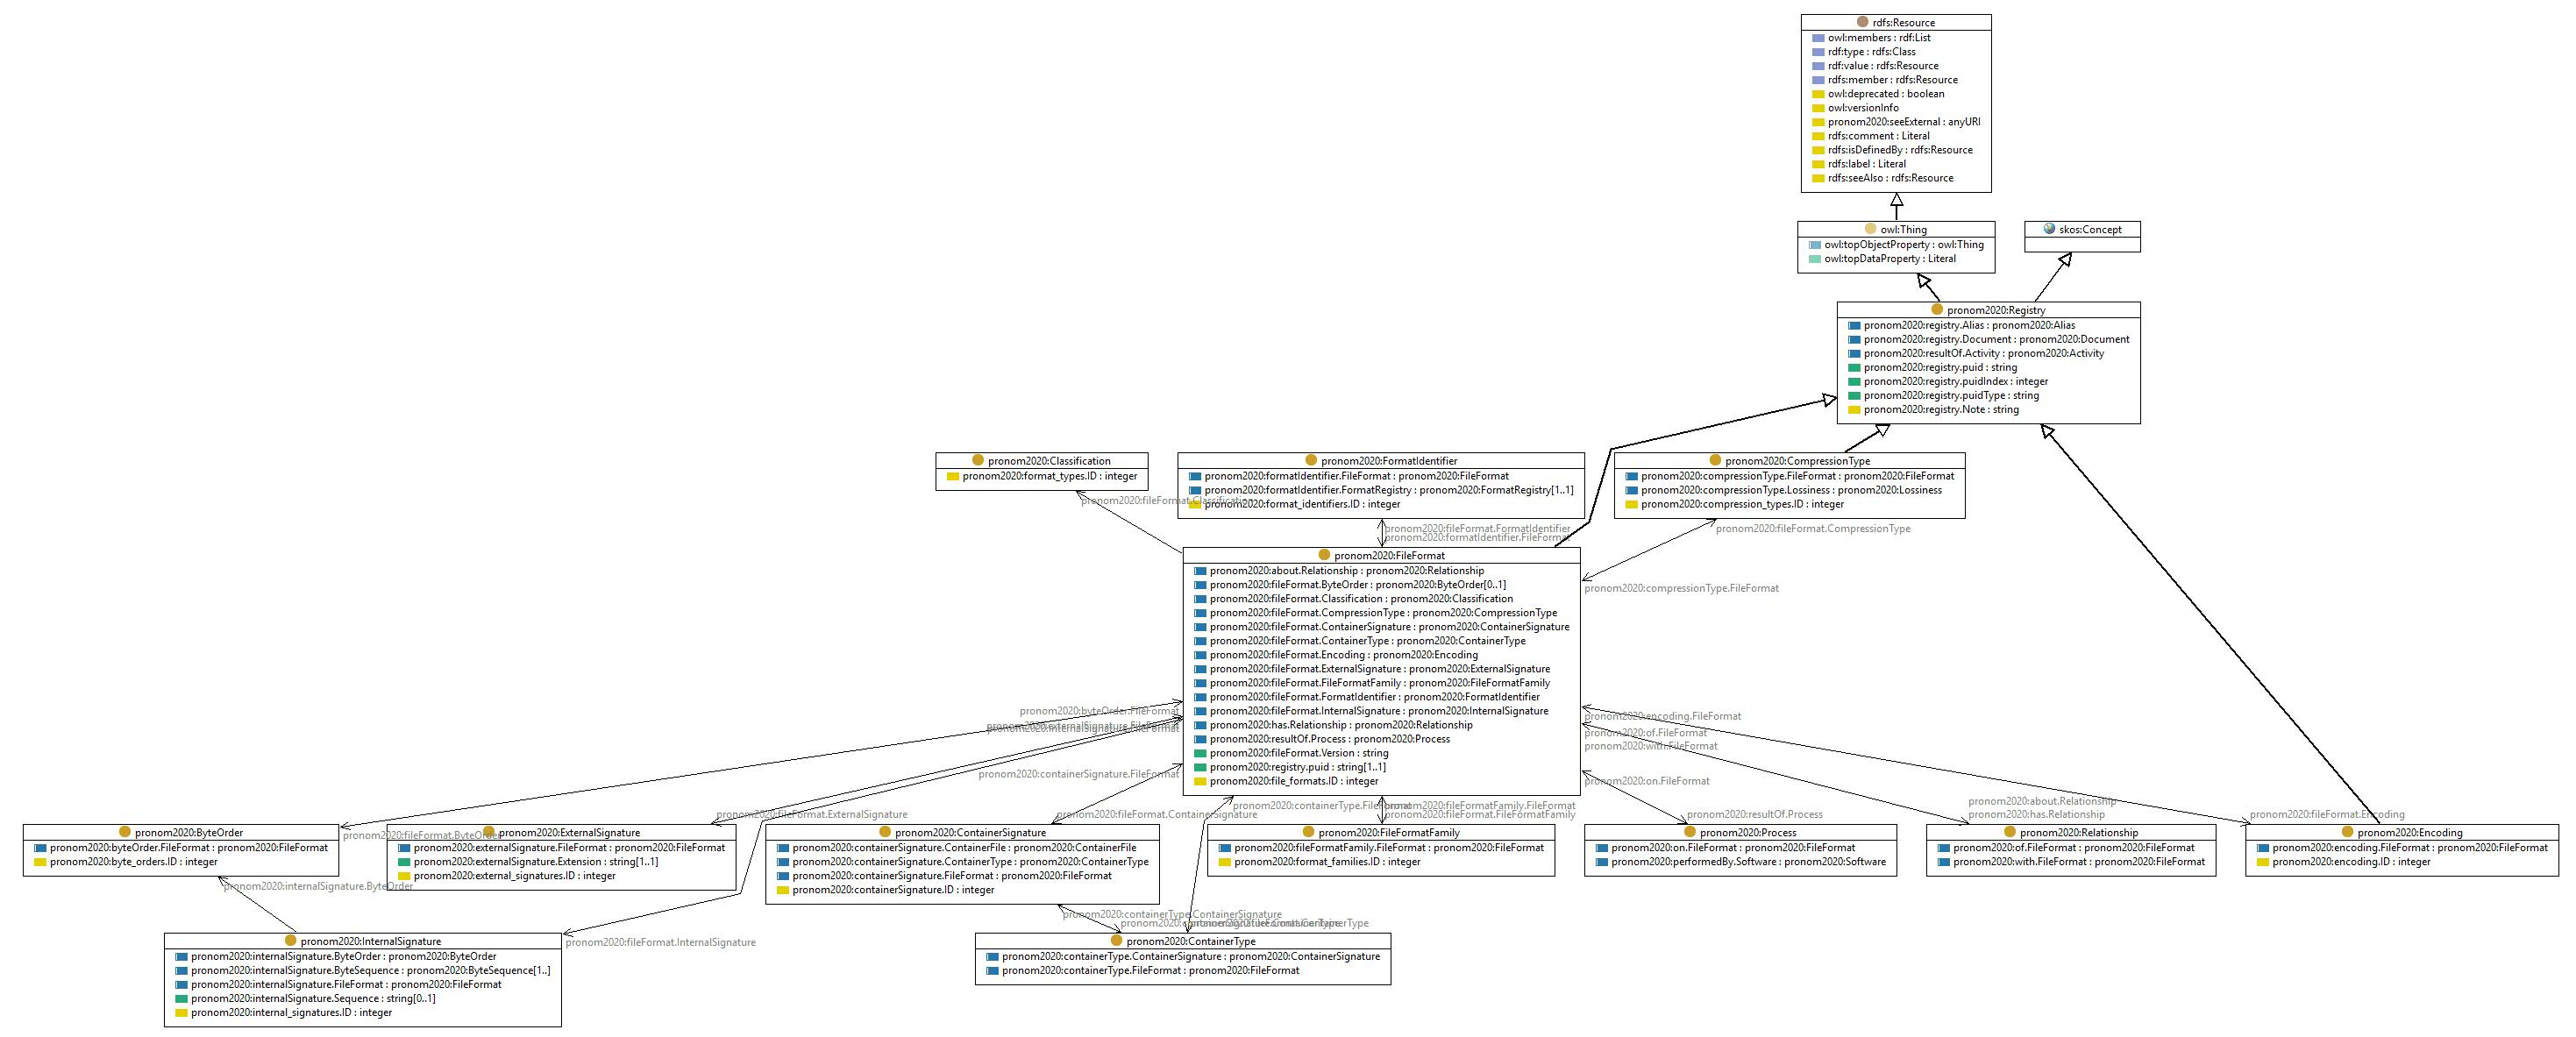 rdfs:Resource
owl:members : rdf:List
rdf:type : rdfs:Class
rdf:value : rdfs:Resource
rdfs:member : rdfs:Resource
owl:deprecated : boolean
owl:versionInfo
pronom2020:seeExternal : anyURI
rdfs:comment : Literal
rdfs:isDefinedBy : rdfs:Resource
rdfs:label : Literal
rdfs:seeAlso : rdfs:Resource
owl:Thing
owl:topObjectProperty : owl:Thing
owl:topDataProperty : Literal
skos:Concept
pronom2020:Registry
pronom2020:registry.Alias : pronom2020:Alias
pronom2020:registry.Document : pronom2020:Document
pronom2020:resultOf.Activity : pronom2020:Activity
pronom2020:registry.puid : string
pronom2020:registry.puidIndex : integer
pronom2020:registry.puidType : string
pronom2020:registry.Note : string
pronom2020:Classification
pronom2020:format_types.ID : integer
pronom2020:fileFormat.Classification
pronom2020:FormatIdentifier
pronom2020:formatIdentifier.FileFormat : pronom2020:FileFormat
pronom2020:formatIdentifier.FormatRegistry : pronom2020:FormatRegistry[1..1]
pronom2020:format_identifiers.ID : integer
pronom2020:CompressionType
pronom2020:compressionType.FileFormat : pronom2020:FileFormat
pronom2020:compressionType.Lossiness : pronom2020:Lossiness
pronom2020:compression_types.ID : integer
pronom2020:fileFormat.FormatIdentifier
pronom2020:formatIdentifier.FileFormat
pronom2020:fileFormat.CompressionType
pronom2020:compressionType.FileFormat
pronom2020:FileFormat
pronom2020:about.Relationship : pronom2020:Relationship
pronom2020:fileFormat.ByteOrder : pronom2020:ByteOrder[0..1]
pronom2020:fileFormat.Classification : pronom2020:Classification
pronom2020:fileFormat.CompressionType : pronom2020:CompressionType
pronom2020:fileFormat.ContainerSignature : pronom2020:ContainerSignature
pronom2020:fileFormat.ContainerType : pronom2020:ContainerType
pronom2020:fileFormat.Encoding : pronom2020:Encoding
pronom2020:fileFormat.ExternalSignature : pronom2020:ExternalSignature
pronom2020:fileFormat.FileFormatFamily : pronom2020:FileFormatFamily
pronom2020:fileFormat.FormatIdentifier : pronom2020:FormatIdentifier
pronom2020:fileFormat.InternalSignature : pronom2020:InternalSignature
pronom2020:has.Relationship : pronom2020:Relationship
pronom2020:resultOf.Process : pronom2020:Process
pronom2020:fileFormat.Version : string
pronom2020:registry.puid : string[1..1]
pronom2020:file_formats.ID : integer
pronom2020:byteOrder.FileFormat
pronom2020:externalSignature.FileFormat
pronom2020:internalSignature.FileFormat
pronom2020:containerSignature.FileFormat
pronom2020:encoding.FileFormat
pronom2020:of.FileFormat
pronom2020:with.FileFormat
pronom2020:on.FileFormat
pronom2020:containerType.FileFormat
pronom2020:fileFormatFamily.FileFormat
pronom2020:fileFormat.FileFormatFamily
pronom2020:fileFormat.ExternalSignature
pronom2020:fileFormat.ContainerSignature
pronom2020:resultOf.Process
pronom2020:about.Relationship
pronom2020:has.Relationship
pronom2020:fileFormat.Encoding
pronom2020:ByteOrder
pronom2020:byteOrder.FileFormat : pronom2020:FileFormat
pronom2020:byte_orders.ID : integer
pronom2020:fileFormat.ByteOrder
pronom2020:ExternalSignature
pronom2020:externalSignature.FileFormat : pronom2020:FileFormat
pronom2020:externalSignature.Extension : string[1..1]
pronom2020:external_signatures.ID : integer
pronom2020:ContainerSignature
pronom2020:containerSignature.ContainerFile : pronom2020:ContainerFile
pronom2020:containerSignature.ContainerType : pronom2020:ContainerType
pronom2020:containerSignature.FileFormat : pronom2020:FileFormat
pronom2020:containerSignature.ID : integer
pronom2020:FileFormatFamily
pronom2020:fileFormatFamily.FileFormat : pronom2020:FileFormat
pronom2020:format_families.ID : integer
pronom2020:Process
pronom2020:on.FileFormat : pronom2020:FileFormat
pronom2020:performedBy.Software : pronom2020:Software
pronom2020:Relationship
pronom2020:of.FileFormat : pronom2020:FileFormat
pronom2020:with.FileFormat : pronom2020:FileFormat
pronom2020:Encoding
pronom2020:encoding.FileFormat : pronom2020:FileFormat
pronom2020:encoding.ID : integer
pronom2020:internalSignature.ByteOrder
pronom2020:containerType.ContainerSignature
pronom2020:InternalSignature
pronom2020:internalSignature.ByteOrder : pronom2020:ByteOrder
pronom2020:internalSignature.ByteSequence : pronom2020:ByteSequence[1..]
pronom2020:internalSignature.FileFormat : pronom2020:FileFormat
pronom2020:internalSignature.Sequence : string[0..1]
pronom2020:internal_signatures.ID : integer
pronom2020:fileFormat.InternalSignature
pronom2020:ContainerType
pronom2020:containerType.ContainerSignature : pronom2020:ContainerSignature
pronom2020:containerType.FileFormat : pronom2020:FileFormat